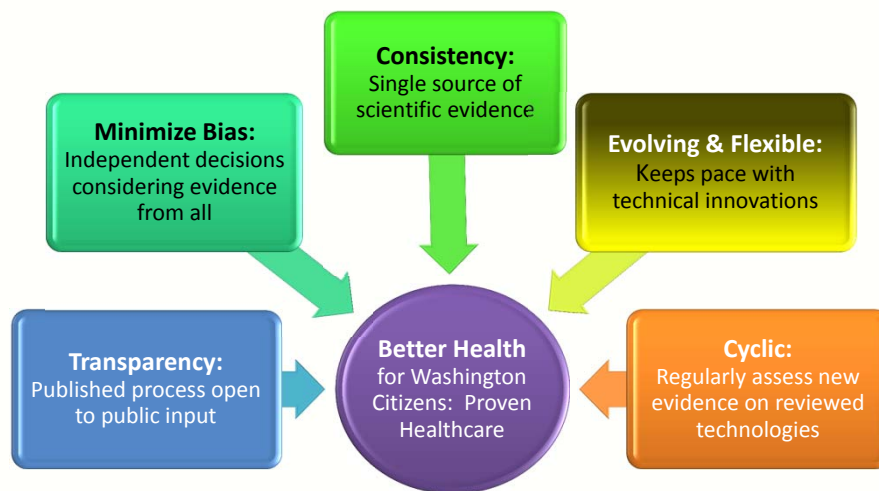 Consistency:
Single source of
scientific evidence
Minimize Bias:
Independent decisions
considering evidence
from all
Evolving & Flexible:
Keeps pace with
technical innovations
Transparency:
Published process open
to public input
Better Health
for Washington
Citizens: Proven
Healthcare
Cyclic:
Regularly assess new
evidence on reviewed
technologies